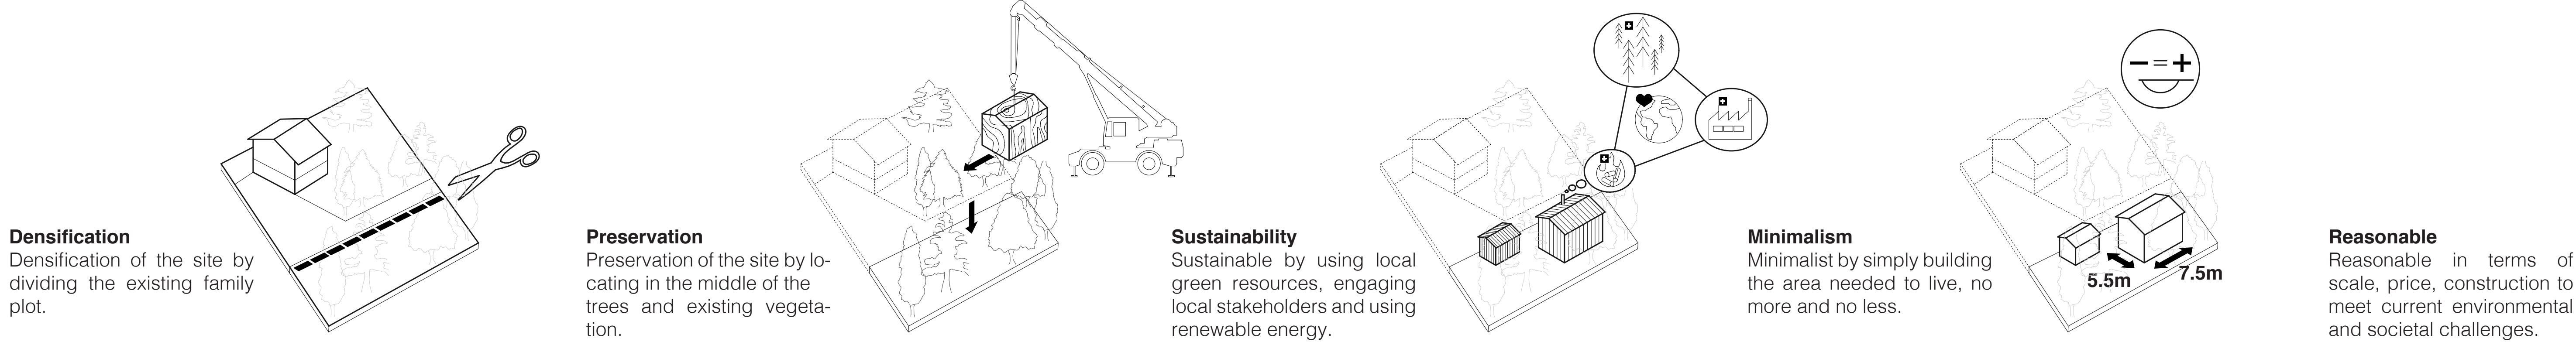 Densification
Densification of the site by
dividing the existing family
plot.
Preservation
Preservation of the site by lo-
cating in the middle of the
trees and existing vegeta-
tion.
Sustainability
Sustainable by using local
green resources, engaging
local stakeholders and using
renewable energy.
Minimalism
Minimalist by simply building
the area needed to live, no
more and no less.
- = +
5.5m
7.5m
Reasonable
Reasonable in terms of
scale, price, construction to
meet current environmental
and societal challenges.